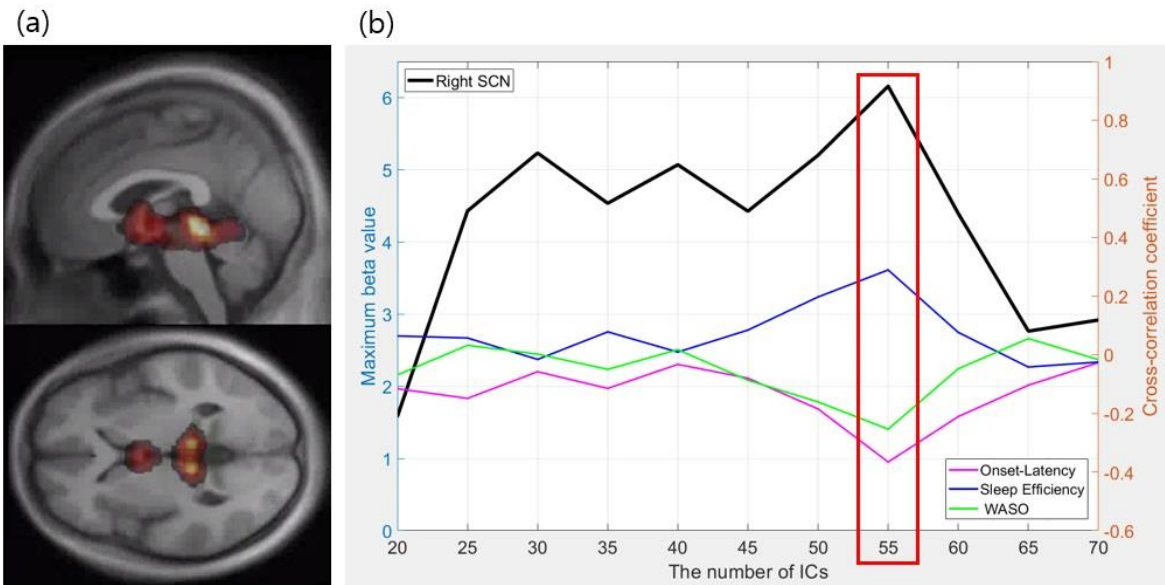 (a)
(b)
Right SCN
Maximum beta value
6
5
4
3
2
1
0
1
0.8
0.6
0.4
0.2
0
-0.2
-0.4
-0.6
Cross-correlation coefficient
Onset-Latency
Sleep Efficiency
WASO
20 25 30 35 40 45 50 55 60 65 70
The number of ICs